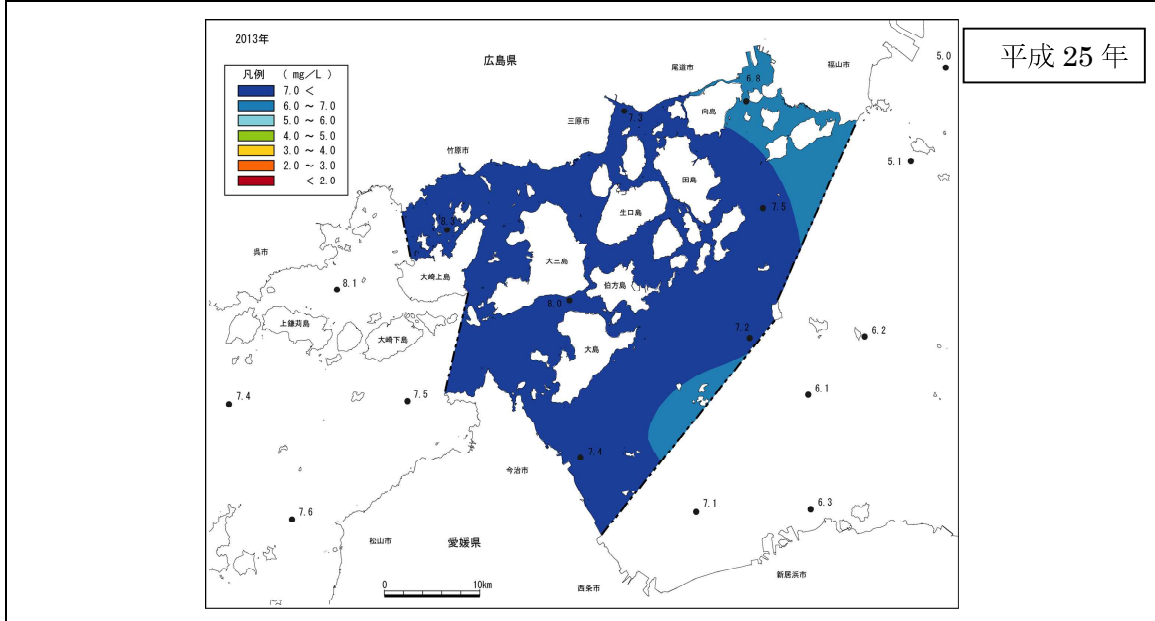 2013年
広島県
平成 25 年
凡例 ( mg/L )
7.0 <
6.0 ~ 7.0
5.0 ~ 6.0
4.0 ~ 5.0
3.0 ~ 4.0
2.0 ~ 3.0
< 2.0
尾道市
福山市
5.0
6.8
向島
7.3
三原市
竹原市
5.1
因島
7.5
生口島
8.3
呉市
大三島
大崎上島
伯方島
8.1
8.0
上鎌苅島
大崎下島
大島
7.2
6.2
7.4
7.5
6.1
今治市
7.4
7.6
7.1
6.3
松山市
愛媛県
新居浜市
西条市
0 10km